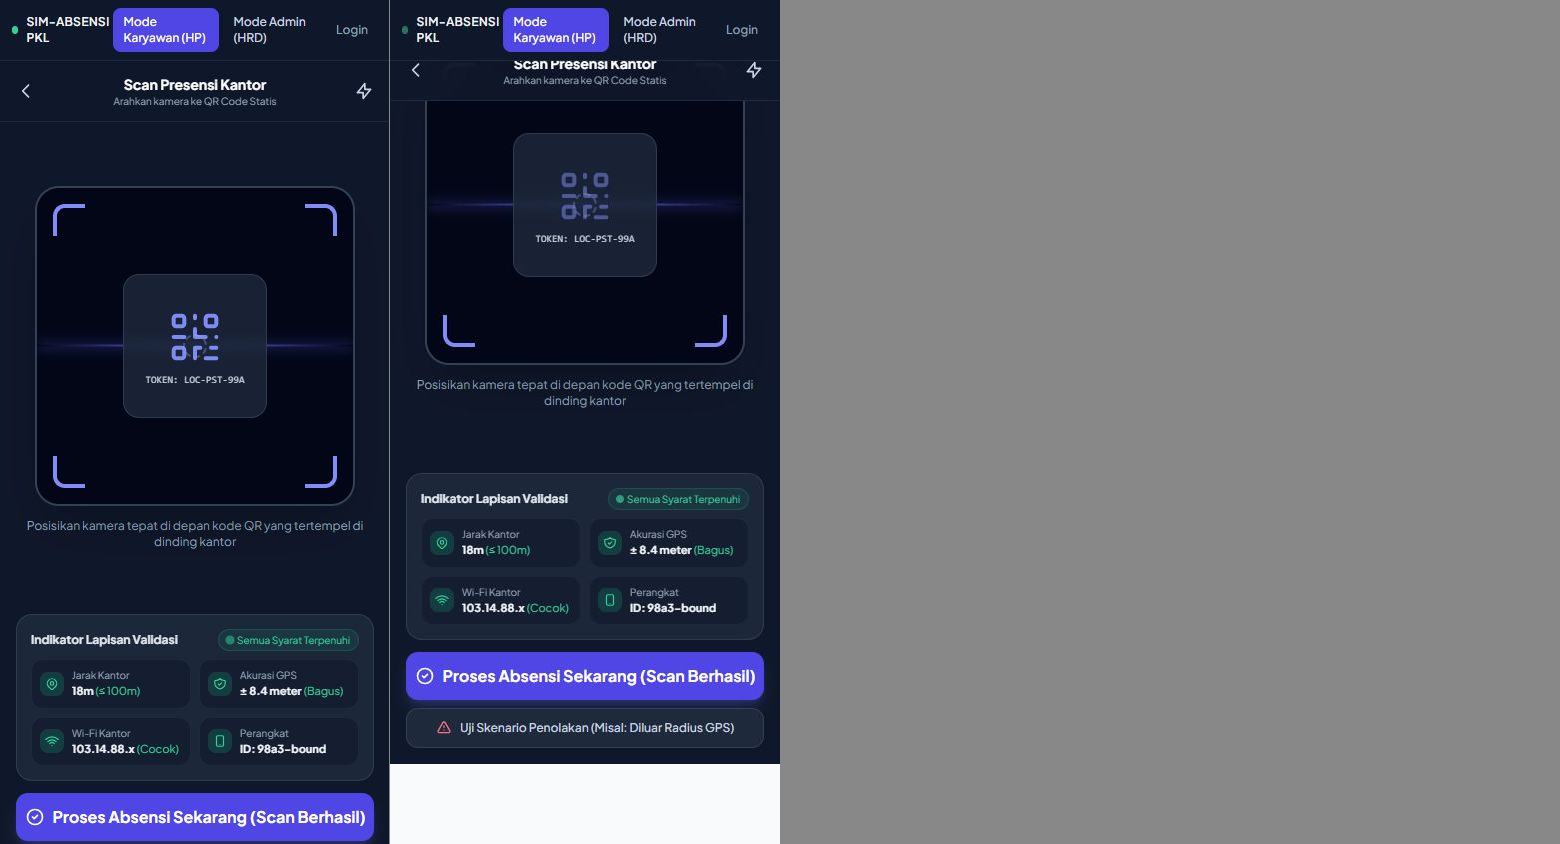 SIM-ABSENSI
PKL
Mode
Karyawan (HP)
Mode Admin
(HRD)
Login
Scan Presensi Kantor
Arahkan kamera ke QR Code Statis
TOKEN: LOC-PST-99A
Posisikan kamera tepat di depan kode QR yang tertempel di
dinding kantor
Indikator Lapisan Validasi
Semua Syarat Terpenuhi
Jarak Kantor
18m (≤ 100m)
Akurasi GPS
± 8.4 meter (Bagus)
Wi-Fi Kantor
103.14.88.x (Cocok)
Perangkat
ID: 98a3-bound
Proses Absensi Sekarang (Scan Berhasil)
SIM-ABSENSI
PKL
Mode
Karyawan (HP)
Mode Admin
(HRD)
Login
Scan Presensi Kantor
Arahkan kamera ke QR Code Statis
TOKEN: LOC-PST-99A
Posisikan kamera tepat di depan kode QR yang tertempel di
dinding kantor
Indikator Lapisan Validasi
Semua Syarat Terpenuhi
Jarak Kantor
18m (≤ 100m)
Akurasi GPS
± 8.4 meter (Bagus)
Wi-Fi Kantor
103.14.88.x (Cocok)
Perangkat
ID: 98a3-bound
Proses Absensi Sekarang (Scan Berhasil)
Uji Skenario Penolakan (Misal: Diluar Radius GPS)